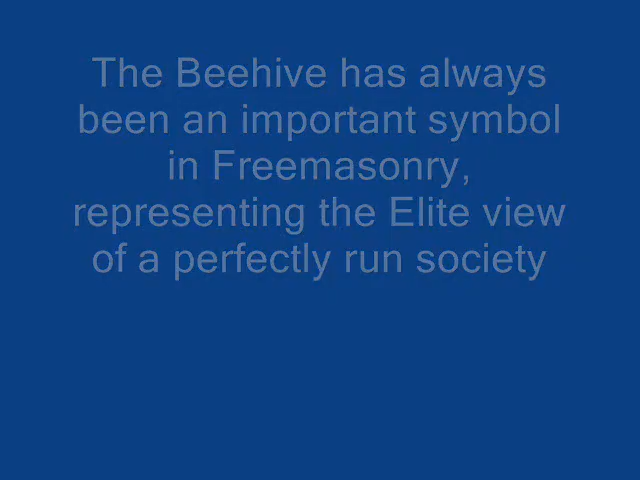 The Beehive has always
been an important symbol
in Freemasonry,
representing the Elite view
of a perfectly run society